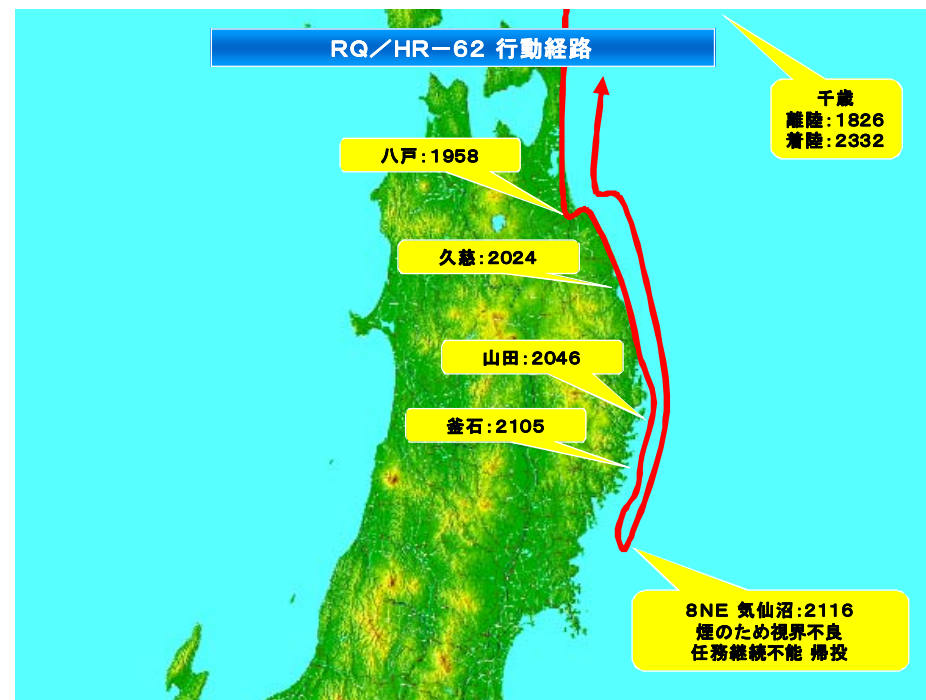 RQ／HR－62 行動経路
千歳
離陸：1826
着陸：2332
八戸：1958
久慈：2024
山田：2046
釜石：2105
8NE 気仙沼：2116
煙のため視界不良
任務継続不能 帰投